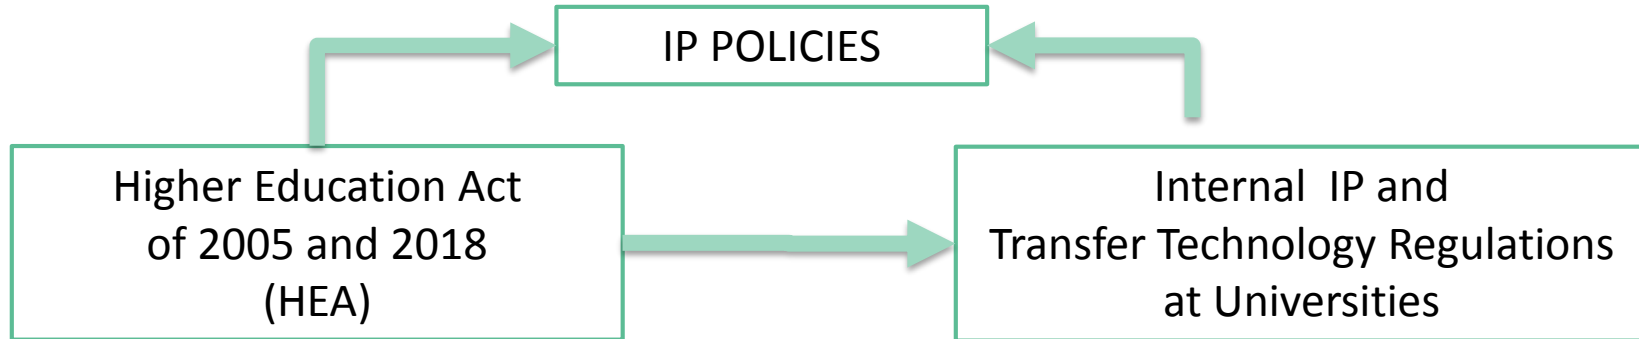 IP POLICIES
Higher Education Act
of 2005 and 2018
(HEA)
Internal  IP and
Transfer Technology Regulations
at Universities